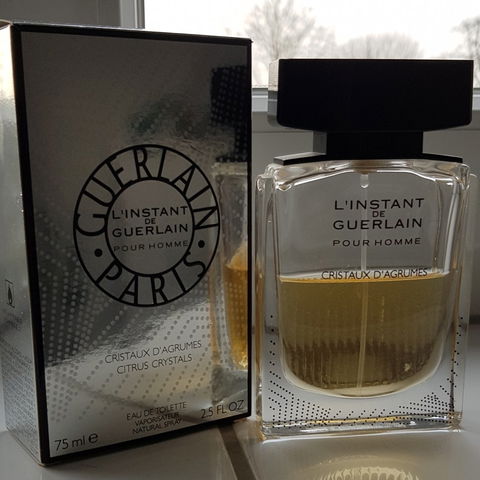 GUERLAIN
PARIS
L'INSTANT
DE
GUERLAIN
POUR HOMME
CRISTAUX D'AGRUMES
CITRUS CRYSTALS
EAU DE TOILETTE
VAPORISATEUR
NATURAL SPRAY
75 ml e
2.5 FL OZ
L'INSTANT
DE
GUERLAIN
POUR HOMME
CRISTAUX D'AGRUMES